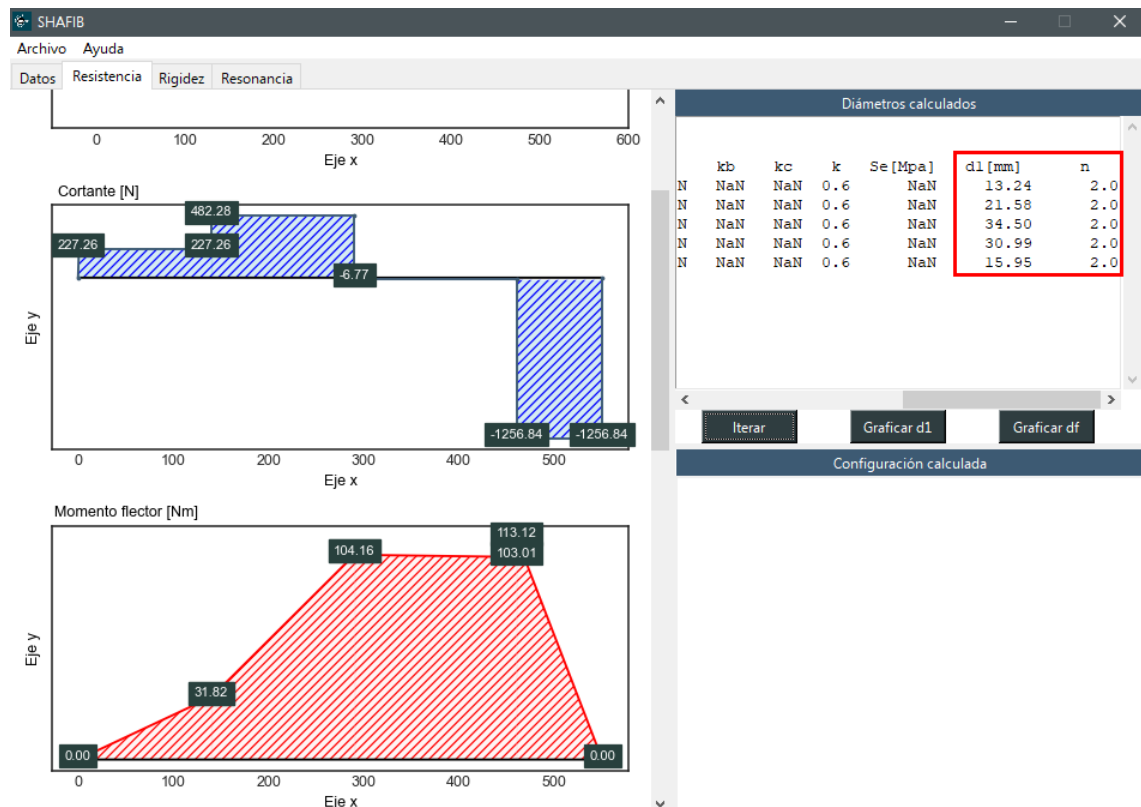 SHAFIB
Archivo Ayuda
Datos Resistencia Rigidez Resonancia
0 100 200 300 400 500 600
Eje x
Cortante [N]
482.28
227.26 227.26
-6.77
-1256.84 -1256.84
Eje y
0 100 200 300 400 500
Eje x
Momento flector [Nm]
113.12
104.16 103.01
31.82
0.00 0.00
Eje y
0 100 200 300 400 500
Eje x
Diámetros calculados
kb kc k Se[Mpa] d1[mm] n
N NaN NaN 0.6 NaN 13.24 2.0
N NaN NaN 0.6 NaN 21.58 2.0
N NaN NaN 0.6 NaN 34.50 2.0
N NaN NaN 0.6 NaN 30.99 2.0
N NaN NaN 0.6 NaN 15.95 2.0
Iterar Graficar d1 Graficar df
Configuración calculada